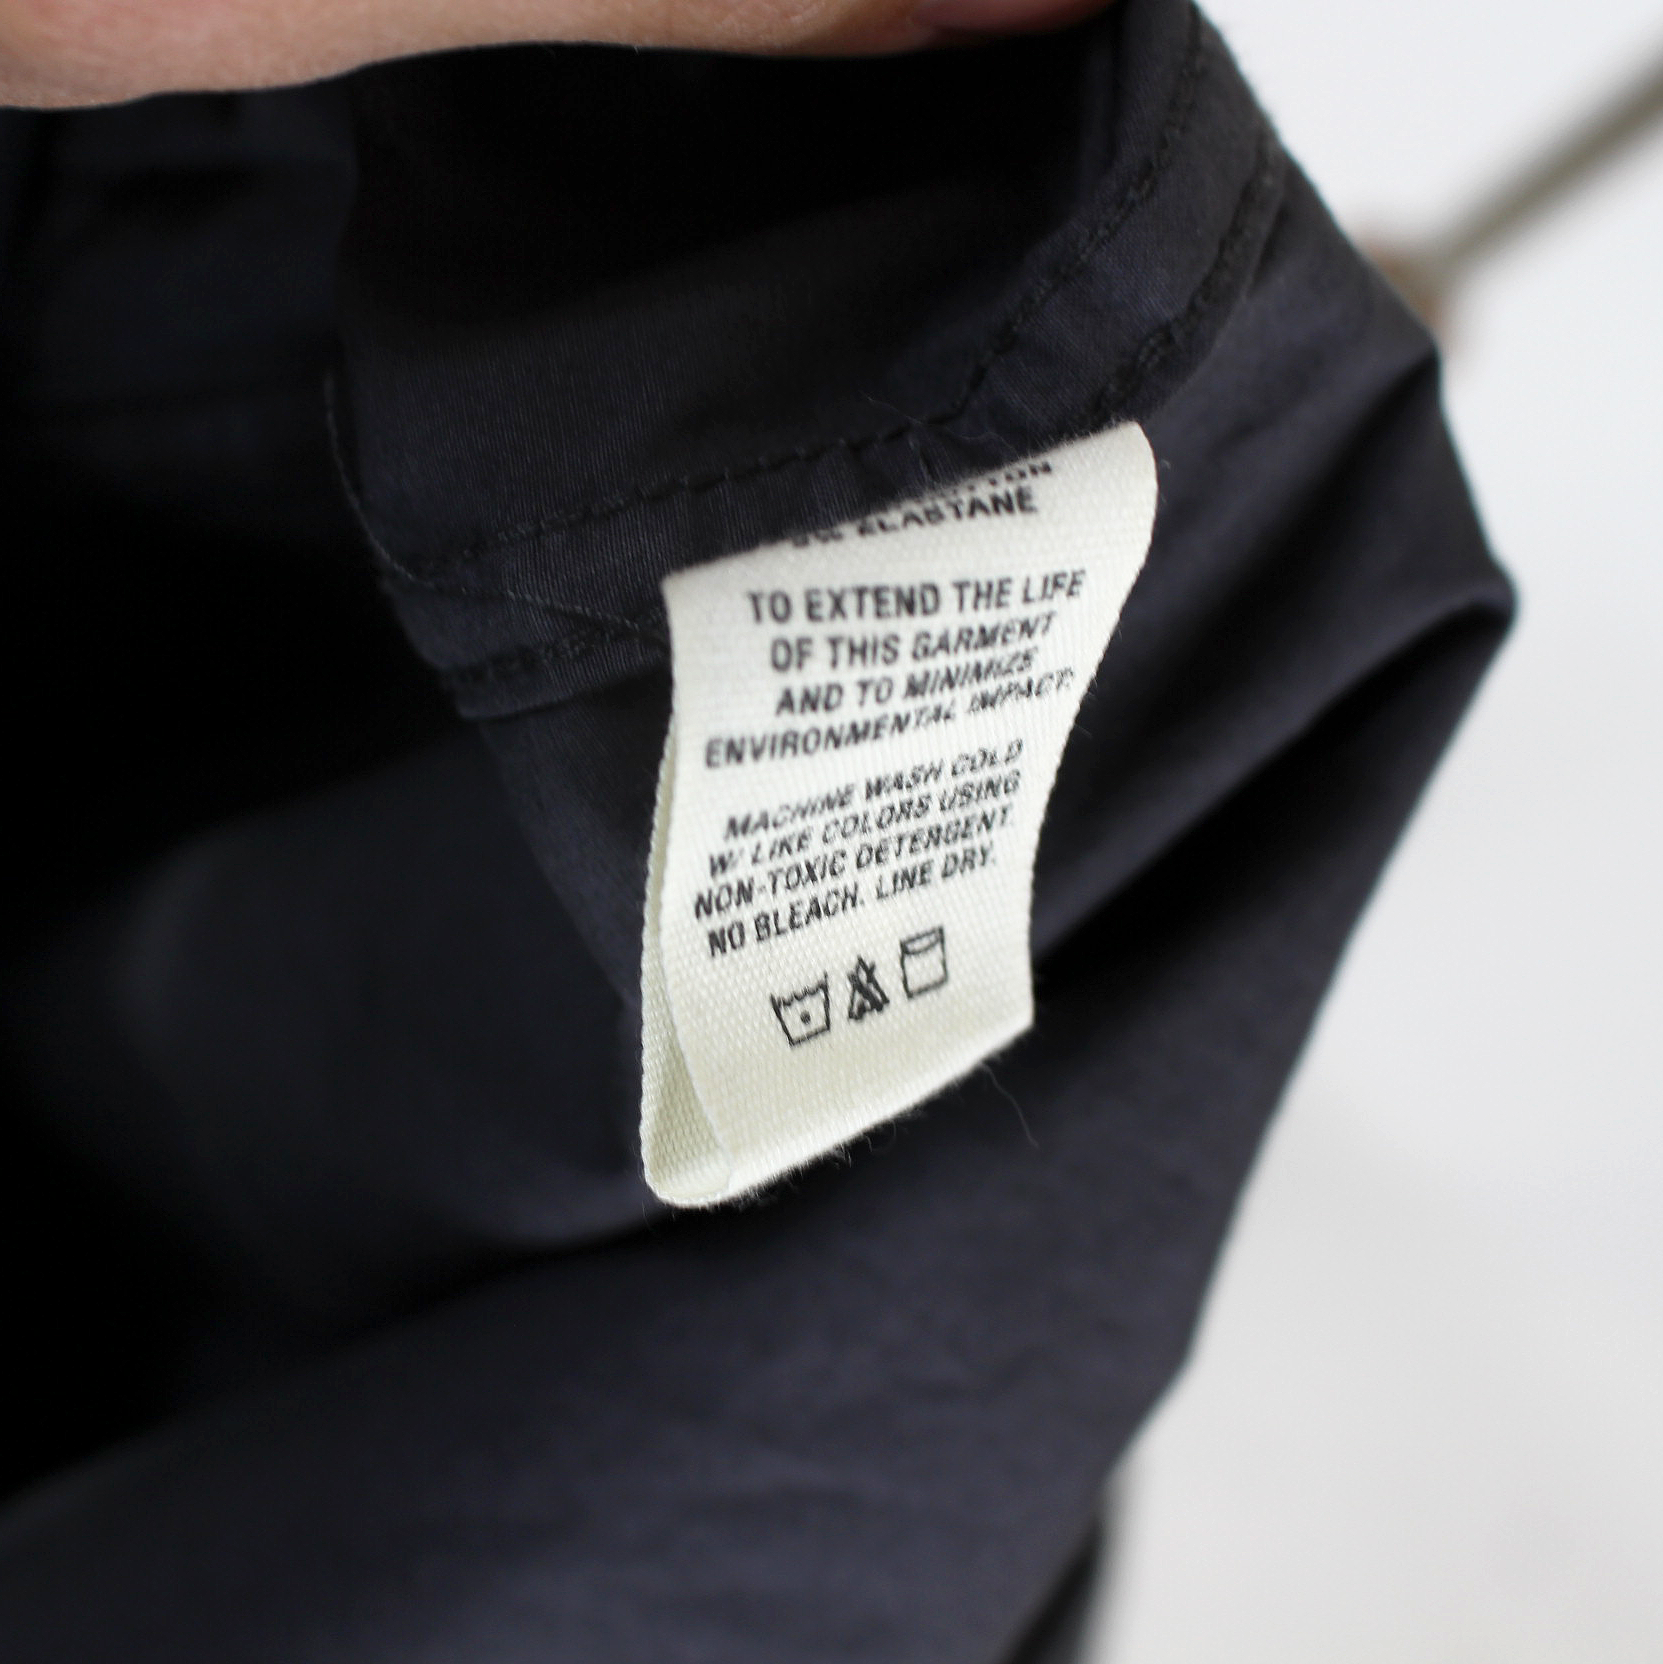 ELASTANE
TO EXTEND THE LIFE
OF THIS GARMENT
AND TO MINIMIZE
ENVIRONMENTAL IMPACT:
MACHINE WASH COLD
W/ LIKE COLORS USING
NON-TOXIC DETERGENT.
NO BLEACH. LINE DRY.